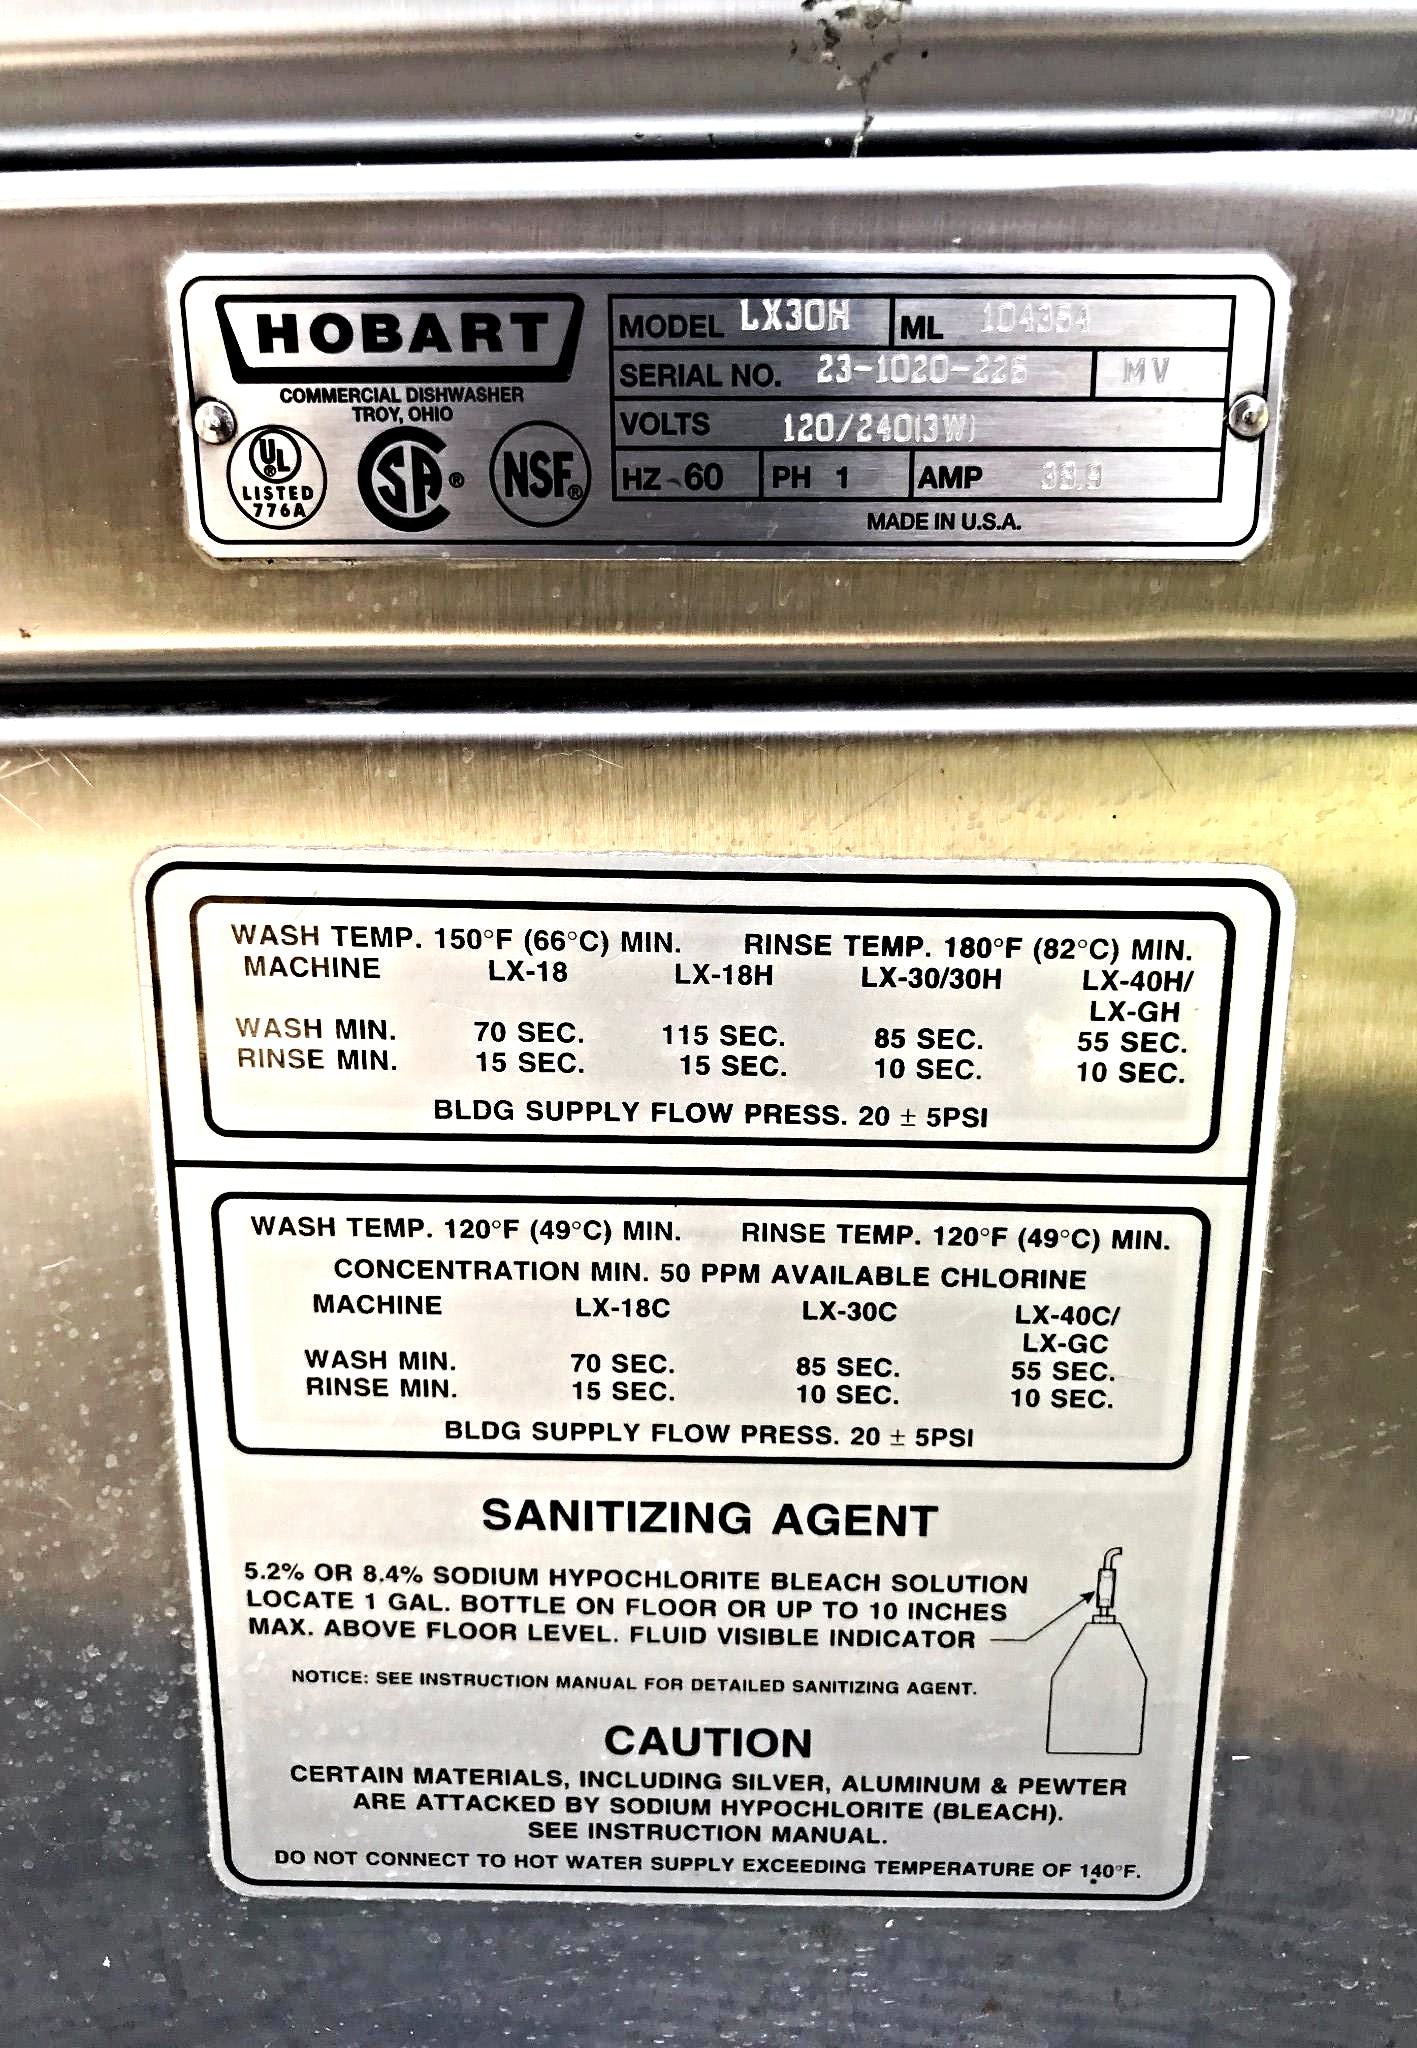 HOBART
COMMERCIAL DISHWASHER
TROY, OHIO
UL ®
LISTED
776A
SA ®
NSF®
MODEL LX30H ML 104354
SERIAL NO. 23-1020-226 MV
VOLTS 120/240(3W)
HZ 60 PH 1 AMP
MADE IN U.S.A.
WASH TEMP. 150°F (66°C) MIN. RINSE TEMP. 180°F (82°C) MIN.
MACHINE LX-18 LX-18H LX-30/30H LX-40H/
LX-GH
WASH MIN. 70 SEC. 115 SEC. 85 SEC. 55 SEC.
RINSE MIN. 15 SEC. 15 SEC. 10 SEC. 10 SEC.
BLDG SUPPLY FLOW PRESS. 20 ± 5PSI
WASH TEMP. 120°F (49°C) MIN. RINSE TEMP. 120°F (49°C) MIN.
CONCENTRATION MIN. 50 PPM AVAILABLE CHLORINE
MACHINE LX-18C LX-30C LX-40C/
LX-GC
WASH MIN. 70 SEC. 85 SEC. 55 SEC.
RINSE MIN. 15 SEC. 10 SEC. 10 SEC.
BLDG SUPPLY FLOW PRESS. 20 ± 5PSI
SANITIZING AGENT
5.2% OR 8.4% SODIUM HYPOCHLORITE BLEACH SOLUTION
LOCATE 1 GAL. BOTTLE ON FLOOR OR UP TO 10 INCHES
MAX. ABOVE FLOOR LEVEL. FLUID VISIBLE INDICATOR
NOTICE: SEE INSTRUCTION MANUAL FOR DETAILED SANITIZING AGENT.
CAUTION
CERTAIN MATERIALS, INCLUDING SILVER, ALUMINUM & PEWTER
ARE ATTACKED BY SODIUM HYPOCHLORITE (BLEACH).
SEE INSTRUCTION MANUAL.
DO NOT CONNECT TO HOT WATER SUPPLY EXCEEDING TEMPERATURE OF 140°F.